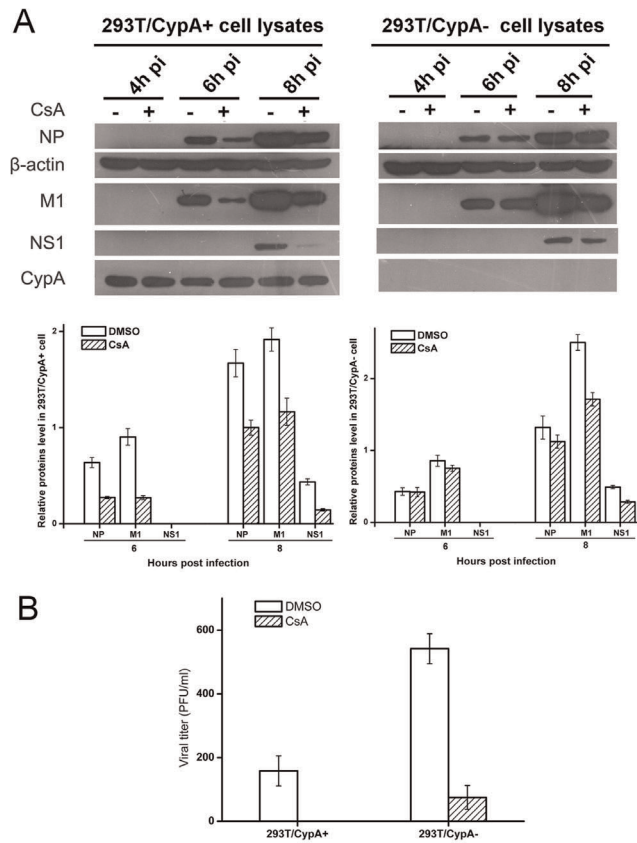 A
293T/CypA+ cell lysates
293T/CypA- cell lysates
4h pi 6h pi 8h pi
4h pi 6h pi 8h pi
CsA - + - + - +
- + - + - +
NP
β-actin
M1
NS1
CypA
Relative proteins level in 293T/CypA+ cell
2
1
0
DMSO
CsA
NP M1 NS1 NP M1 NS1
6 8
Hours post infection
Relative proteins level in 293T/CypA- cell
2
1
0
DMSO
CsA
NP M1 NS1 NP M1 NS1
6 8
Hours post infection
B
Viral titer (PFU/ml)
600
400
200
0
DMSO
CsA
293T/CypA+ 293T/CypA-